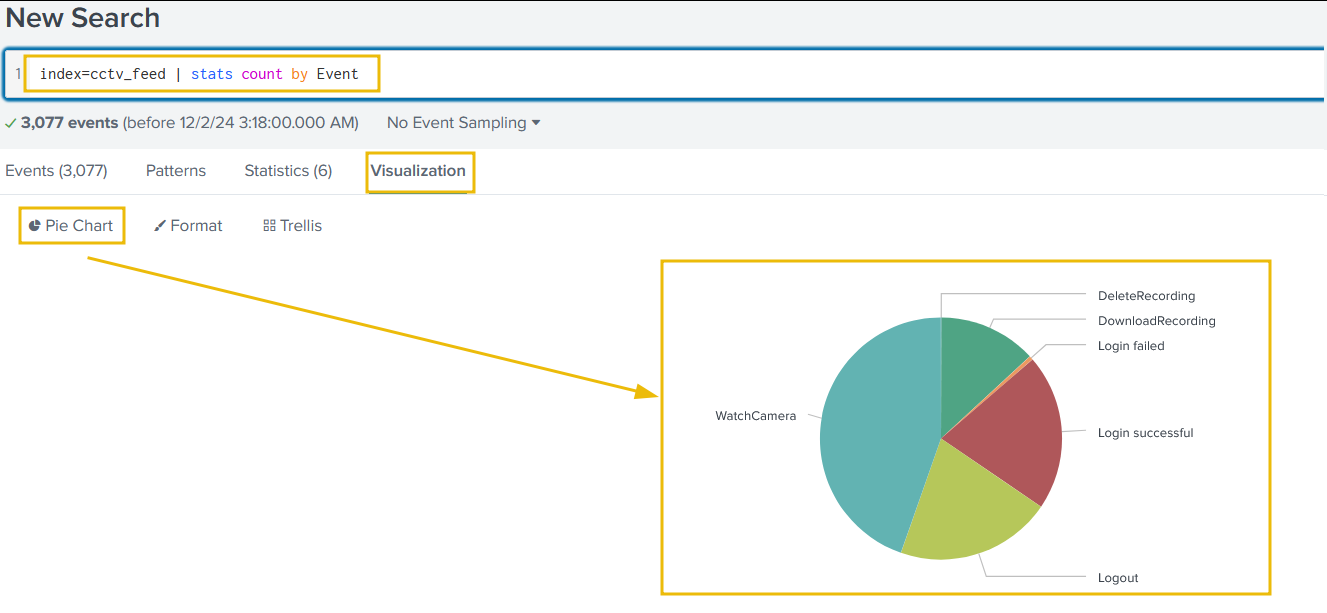 New Search
1 index=cctv_feed | stats count by Event
3,077 events (before 12/2/24 3:18:00.000 AM) No Event Sampling
Events (3,077) Patterns Statistics (6) Visualization
Pie Chart Format Trellis
DeleteRecording
DownloadRecording
Login failed
WatchCamera
Login successful
Logout